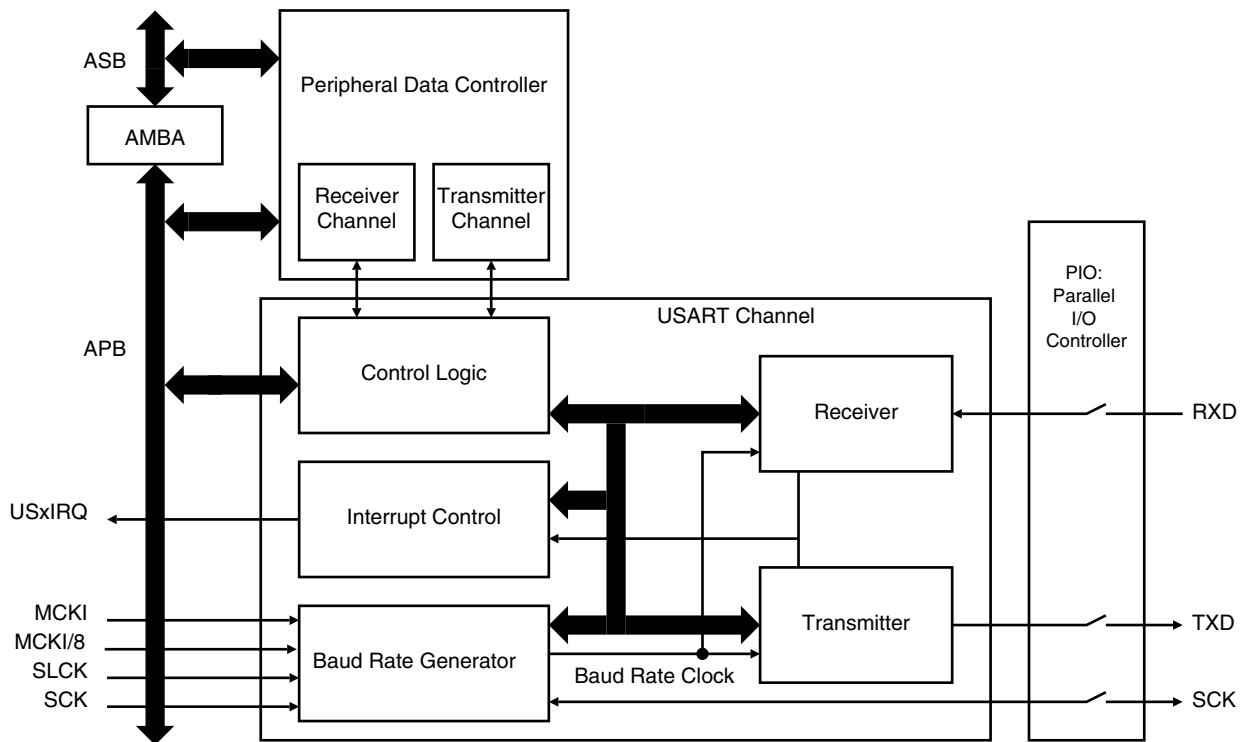 ASB
Peripheral Data Controller
AMBA
Receiver
Channel
Transmitter
Channel
PIO:
Parallel
I/O
Controller
USART Channel
APB
Control Logic
Receiver
RXD
USxIRQ
Interrupt Control
MCKI
MCKI/8
SLCK
SCK
Baud Rate Generator
Transmitter
TXD
Baud Rate Clock
SCK